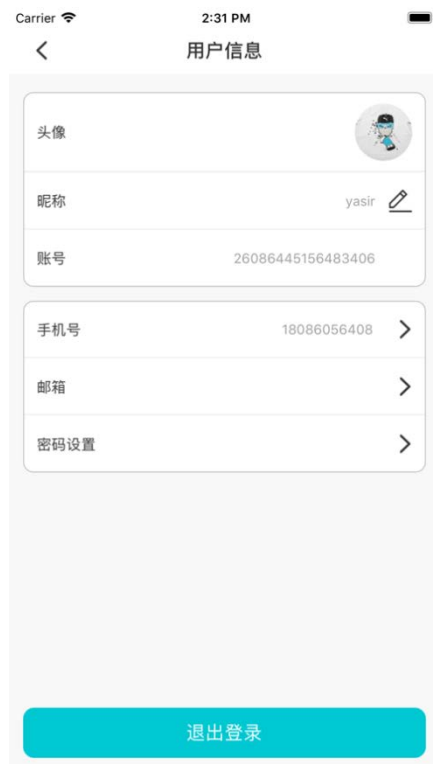 Carrier 2:31 PM
用户信息
头像
昵称 yasir
账号 26086445156483406
手机号 18086056408
邮箱
密码设置
退出登录